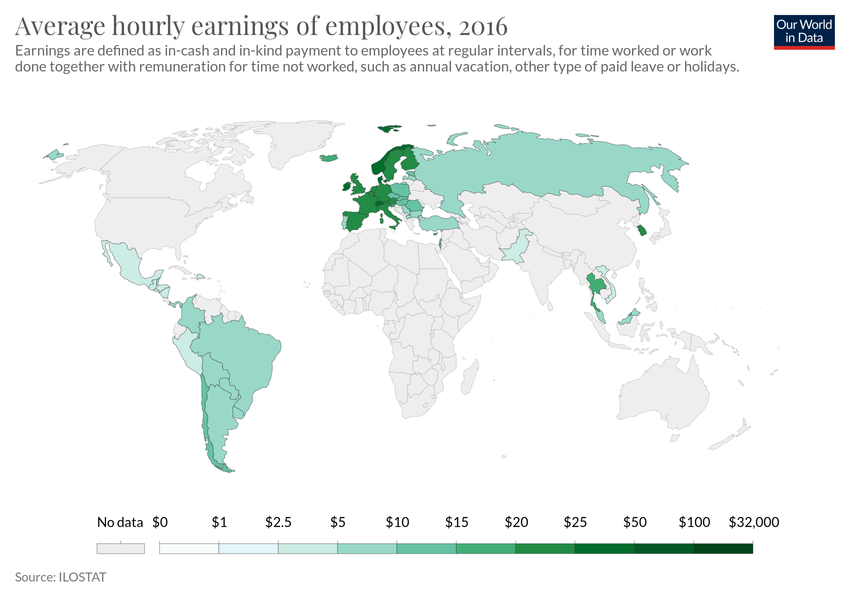 Average hourly earnings of employees, 2016
Our World
in Data
Earnings are defined as in-cash and in-kind payment to employees at regular intervals, for time worked or work
done together with remuneration for time not worked, such as annual vacation, other type of paid leave or holidays.
No data $0 $1 $2.5 $5 $10 $15 $20 $25 $50 $100 $32,000
Source: ILOSTAT